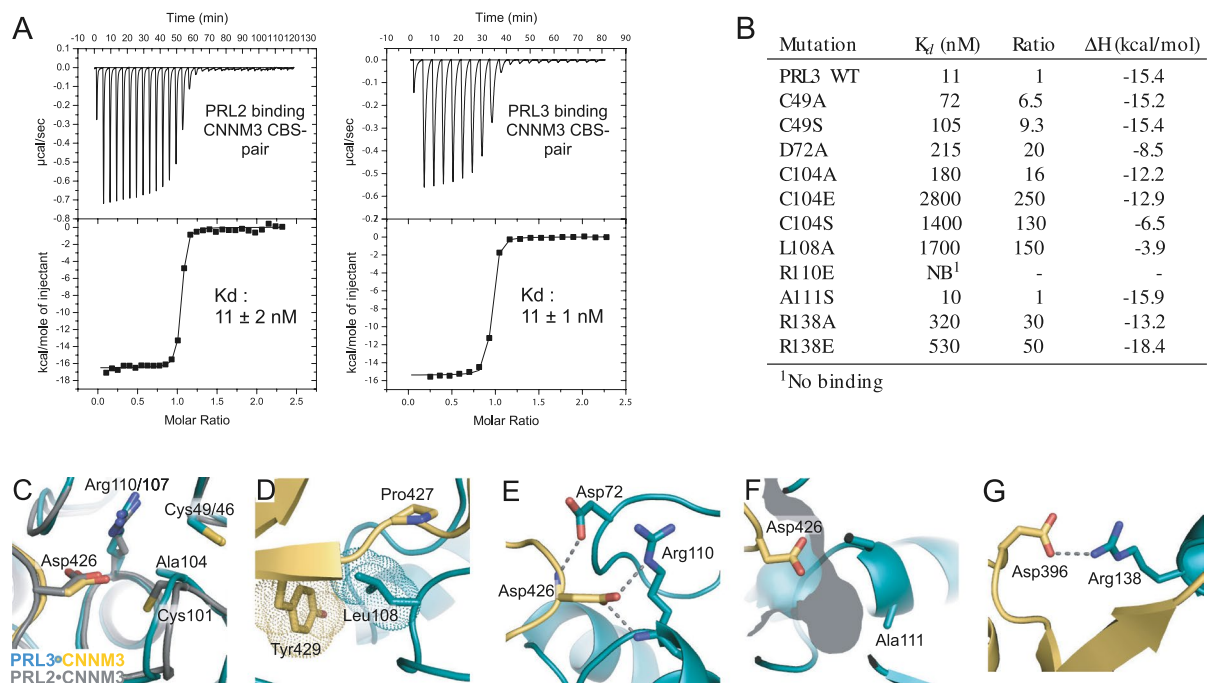 A
Time (min)
-10 0 10 20 30 40 50 60 70 80 90 100 110 120 130
0.1
0.0
-0.1
-0.2
-0.3
-0.4
-0.5
-0.6
-0.7
-0.8
µcal/sec
PRL2 binding
CNNM3 CBS-
pair
0
-2
-4
-6
-8
-10
-12
-14
-16
-18
kcal/mole of injectant
Kd :
11 ± 2 nM
0.0 0.5 1.0 1.5 2.0 2.5
Molar Ratio
Time (min)
-10 0 10 20 30 40 50 60 70 80 90
0.1
0.0
-0.1
-0.2
-0.3
-0.4
-0.5
-0.6
-0.7
µcal/sec
PRL3 binding
CNNM3 CBS-
pair
0
-2
-4
-6
-8
-10
-12
-14
-16
kcal/mole of injectant
Kd :
11 ± 1 nM
0.0 0.5 1.0 1.5 2.0 2.5
Molar Ratio
B
Mutation Kd (nM) Ratio ΔH (kcal/mol)
PRL3 WT 11 1 -15.4
C49A 72 6.5 -15.2
C49S 105 9.3 -15.4
D72A 215 20 -8.5
C104A 180 16 -12.2
C104E 2800 250 -12.9
C104S 1400 130 -6.5
L108A 1700 150 -3.9
R110E NB1 - -
A111S 10 1 -15.9
R138A 320 30 -13.2
R138E 530 50 -18.4
1No binding
C
Arg110/107
Cys49/46
Asp426
Ala104
Cys101
PRL3•CNNM3
PRL2•CNNM3
D
Pro427
Leu108
Tyr429
E
Asp72
Arg110
Asp426
F
Asp426
Ala111
G
Asp396
Arg138